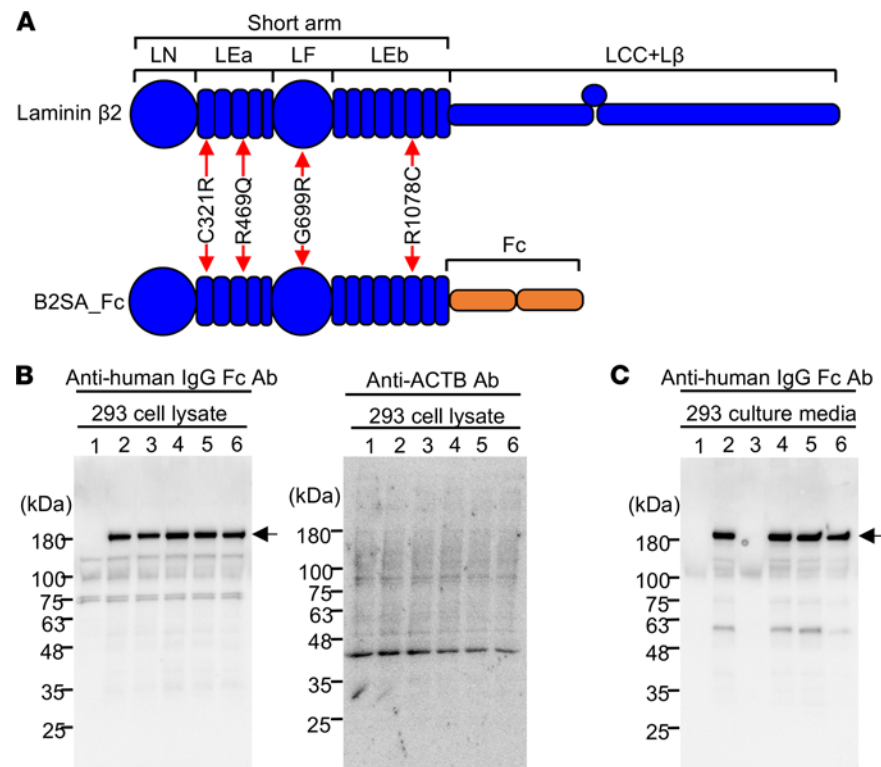 A
Short arm
LN LEa LF LEb LCC+Lβ
Laminin β2
C321R R469Q G699R R1078C
Fc
B2SA_Fc
B Anti-human IgG Fc Ab Anti-ACTB Ab C Anti-human IgG Fc Ab
293 cell lysate 293 cell lysate 293 culture media
1 2 3 4 5 6 1 2 3 4 5 6 1 2 3 4 5 6
(kDa) (kDa) (kDa)
180 180 180
100 100 100
75 75 75
63 63 63
48 48 48
35 35 35
25 25 25